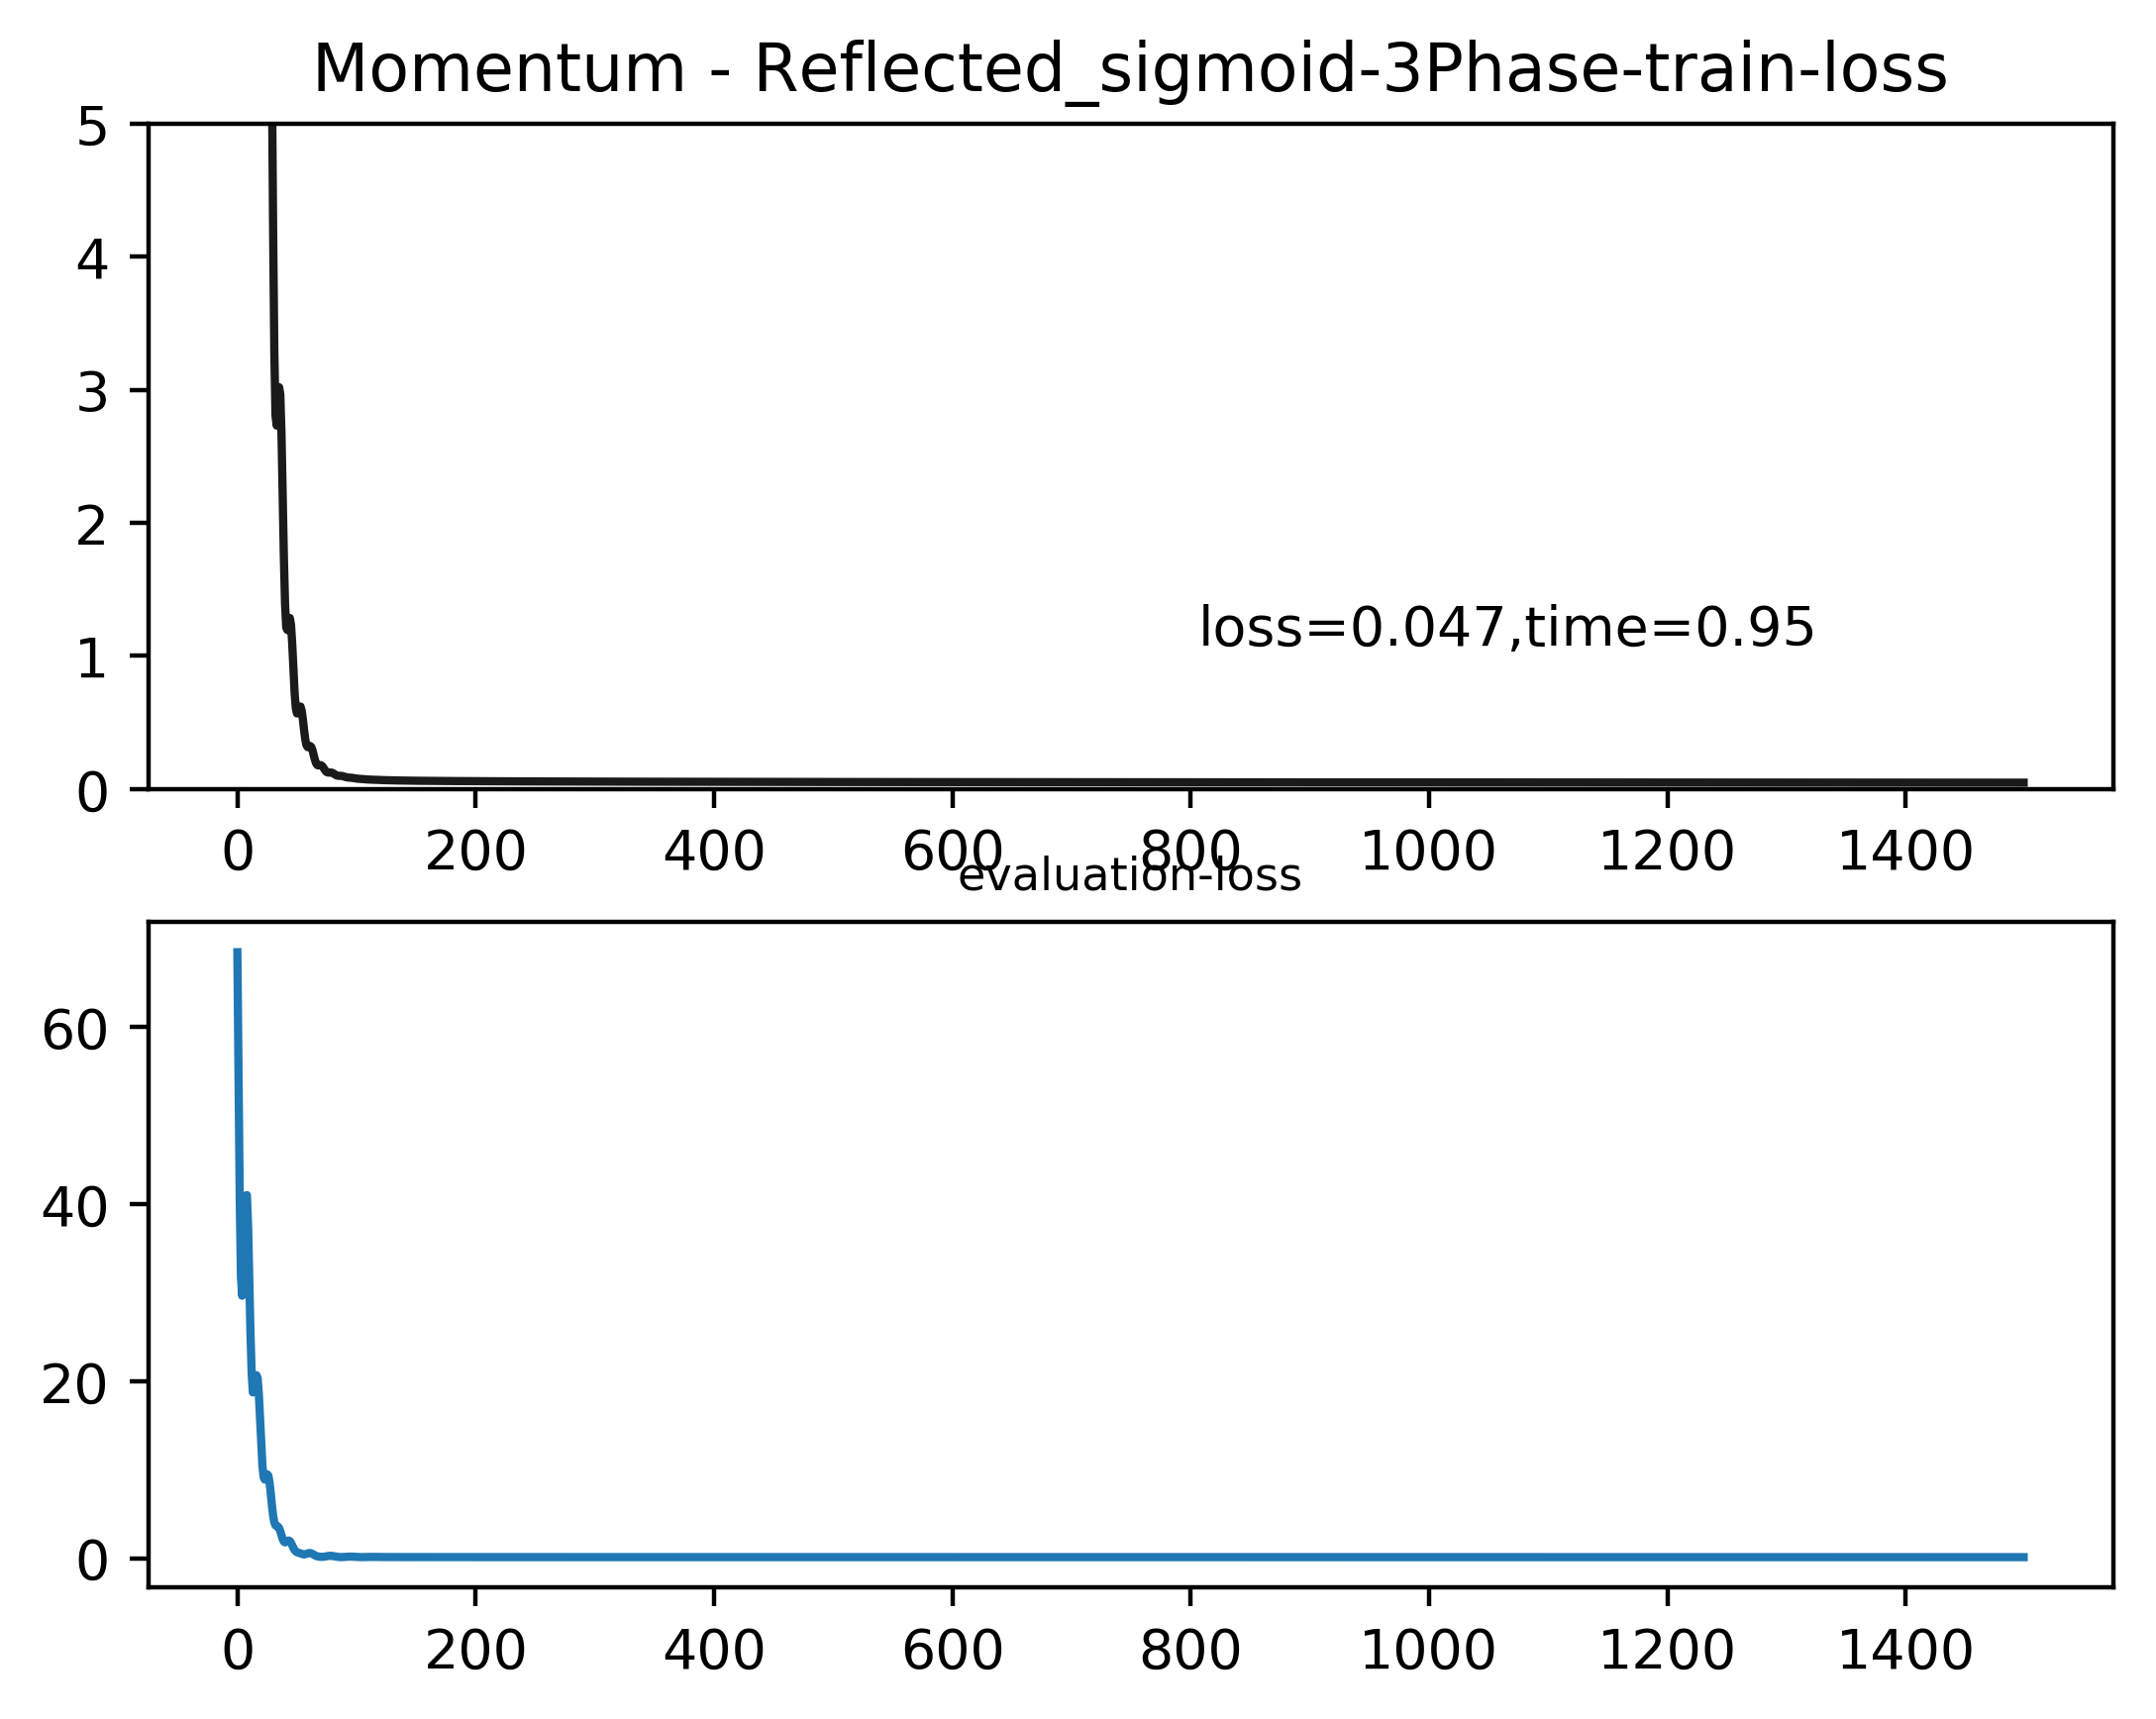 Momentum - Reflected_sigmoid-3Phase-train-loss
5
4
3
2
1
0
loss=0.047,time=0.95
0 200 400 600 800 1000 1200 1400
evaluation-loss
60
40
20
0
0 200 400 600 800 1000 1200 1400